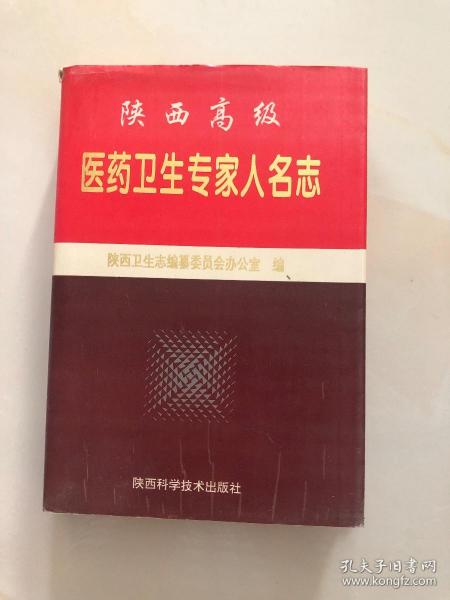 陕西高级
医药卫生专家人名志
陕西卫生志编纂委员会办公室 编
陕西科学技术出版社
孔夫子旧书网
www.kongfz.com